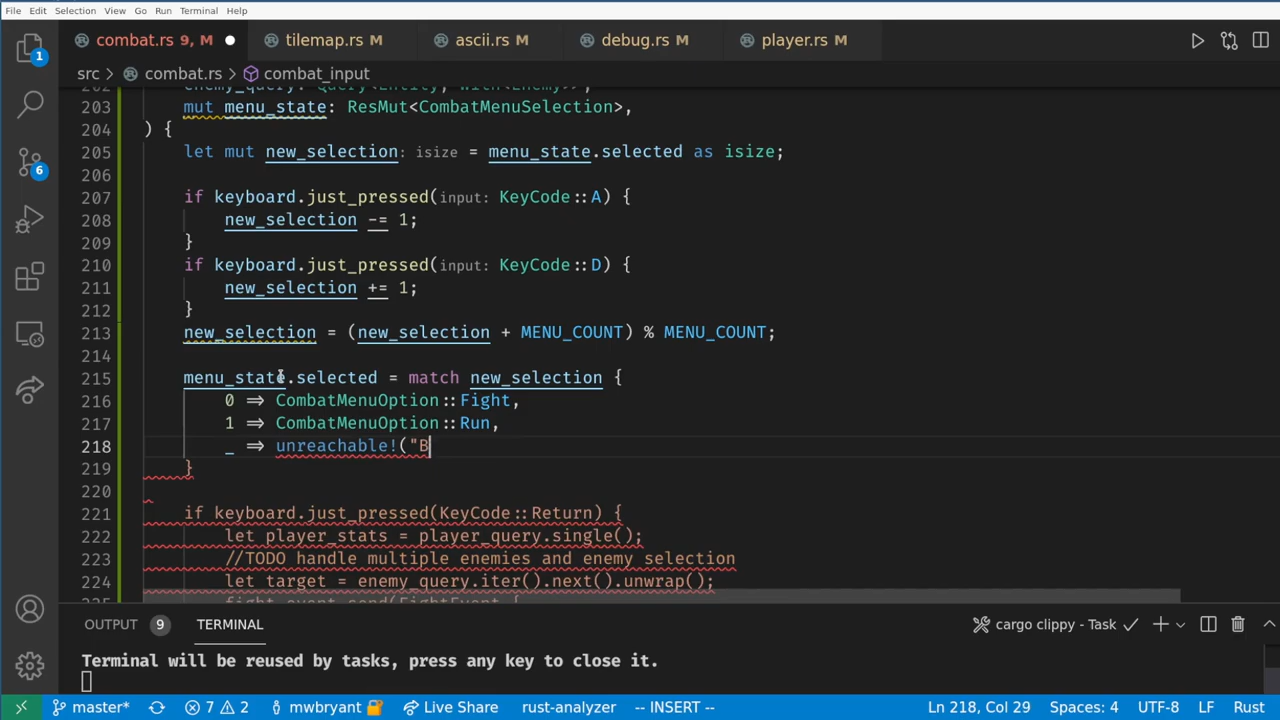 File Edit Selection View Go Run Terminal Help
combat.rs 9, M tilemap.rs M ascii.rs M debug.rs M player.rs M
src > combat.rs > combat_input
202 enemy_query: Query<Entity, With<Enemy>>,
203 mut menu_state: ResMut<CombatMenuSelection>,
204 ) {
205 let mut new_selection: isize = menu_state.selected as isize;
206
207 if keyboard.just_pressed(input: KeyCode::A) {
208 new_selection -= 1;
209 }
210 if keyboard.just_pressed(input: KeyCode::D) {
211 new_selection += 1;
212 }
213 new_selection = (new_selection + MENU_COUNT) % MENU_COUNT;
214
215 menu_state.selected = match new_selection {
216 0 => CombatMenuOption::Fight,
217 1 => CombatMenuOption::Run,
218 _ => unreachable!("B
219 }
220
221 if keyboard.just_pressed(KeyCode::Return) {
222 let player_stats = player_query.single();
223 //TODO handle multiple enemies and enemy selection
224 let target = enemy_query.iter().next().unwrap();
225 fight_event.send(FightEvent {
1
6
OUTPUT 9 TERMINAL cargo clippy - Task
Terminal will be reused by tasks, press any key to close it.
master* 7 2 mwbryant Live Share rust-analyzer -- INSERT -- Ln 218, Col 29 Spaces: 4 UTF-8 LF Rust